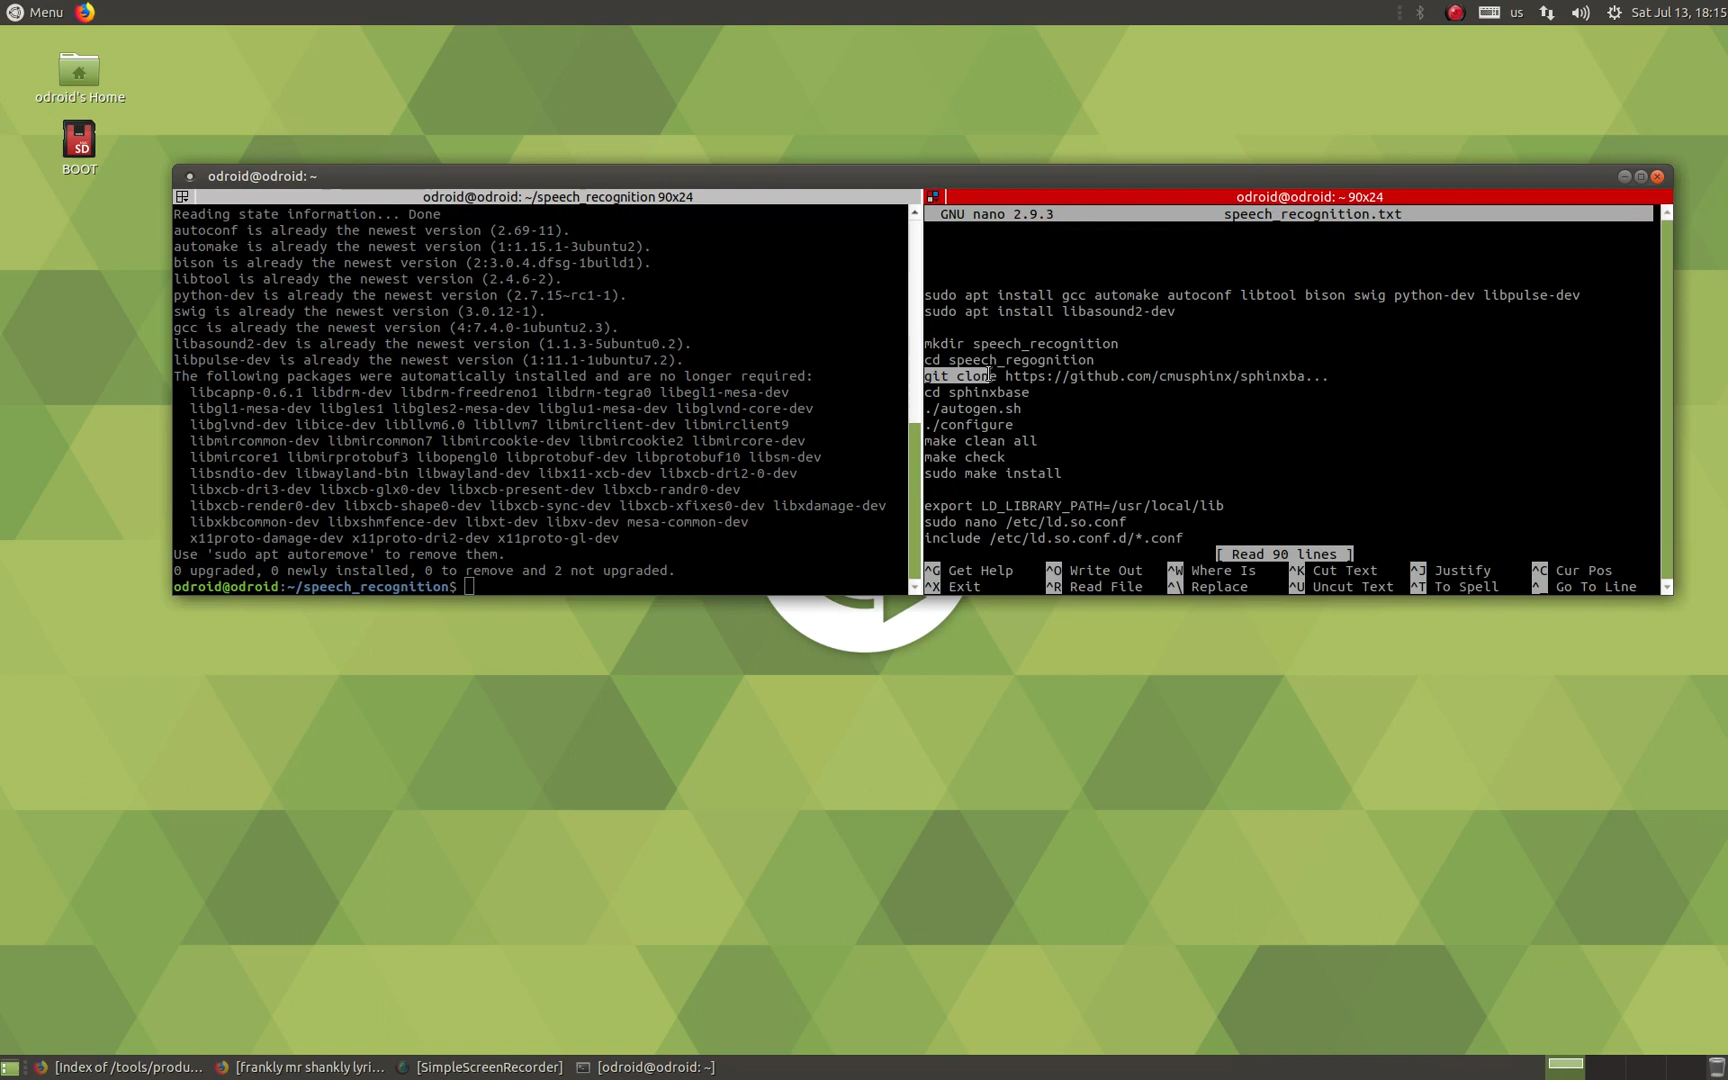 Menu
us
Sat Jul 13, 18:15
odroid's Home
SD
BOOT
odroid@odroid: ~
odroid@odroid: ~/speech_recognition 90x24
Reading state information... Done
autoconf is already the newest version (2.69-11).
automake is already the newest version (1:1.15.1-3ubuntu2).
bison is already the newest version (2:3.0.4.dfsg-1build1).
libtool is already the newest version (2.4.6-2).
python-dev is already the newest version (2.7.15~rc1-1).
swig is already the newest version (3.0.12-1).
gcc is already the newest version (4:7.4.0-1ubuntu2.3).
libasound2-dev is already the newest version (1.1.3-5ubuntu0.2).
libpulse-dev is already the newest version (1:11.1-1ubuntu7.2).
The following packages were automatically installed and are no longer required:
libcapnp-0.6.1 libdrm-dev libdrm-freedreno1 libdrm-tegra0 libegl1-mesa-dev
libgl1-mesa-dev libgles1 libgles2-mesa-dev libglu1-mesa-dev libglvnd-core-dev
libglvnd-dev libice-dev libllvm6.0 libllvm7 libmirclient-dev libmirclient9
libmircommon-dev libmircommon7 libmircookie-dev libmircookie2 libmircore-dev
libmircore1 libmirprotobuf3 libopengl0 libprotobuf-dev libprotobuf10 libsm-dev
libsndio-dev libwayland-bin libwayland-dev libx11-xcb-dev libxcb-dri2-0-dev
libxcb-dri3-dev libxcb-glx0-dev libxcb-present-dev libxcb-randr0-dev
libxcb-render0-dev libxcb-shape0-dev libxcb-sync-dev libxcb-xfixes0-dev libxdamage-dev
libxkbcommon-dev libxshmfence-dev libxt-dev libxv-dev mesa-common-dev
x11proto-damage-dev x11proto-dri2-dev x11proto-gl-dev
Use 'sudo apt autoremove' to remove them.
0 upgraded, 0 newly installed, 0 to remove and 2 not upgraded.
odroid@odroid:~/speech_recognition$
odroid@odroid: ~ 90x24
GNU nano 2.9.3 speech_recognition.txt
sudo apt install gcc automake autoconf libtool bison swig python-dev libpulse-dev
sudo apt install libasound2-dev
mkdir speech_recognition
cd speech_regognition
git clone https://github.com/cmusphinx/sphinxba...
cd sphinxbase
./autogen.sh
./configure
make clean all
make check
sudo make install
export LD_LIBRARY_PATH=/usr/local/lib
sudo nano /etc/ld.so.conf
include /etc/ld.so.conf.d/*.conf
[ Read 90 lines ]
^G Get Help ^O Write Out ^W Where Is ^K Cut Text ^J Justify ^C Cur Pos
^X Exit ^R Read File ^\ Replace ^U Uncut Text ^T To Spell ^_ Go To Line
[Index of /tools/produ...
[frankly mr shankly lyri...
[SimpleScreenRecorder]
[odroid@odroid: ~]